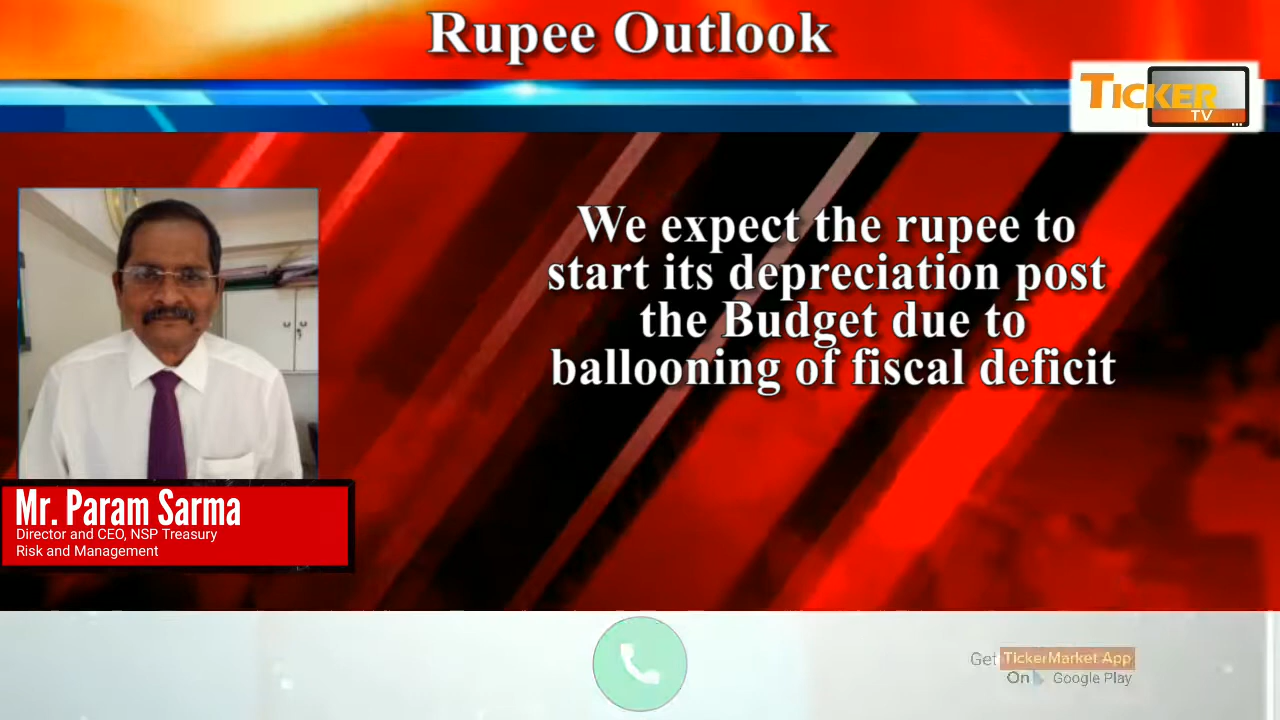 Rupee Outlook
TICKER
TV
We expect the rupee to
start its depreciation post
the Budget due to
ballooning of fiscal deficit
Mr. Param Sarma
Director and CEO, NSP Treasury
Risk and Management
Get TickerMarket App
On Google Play